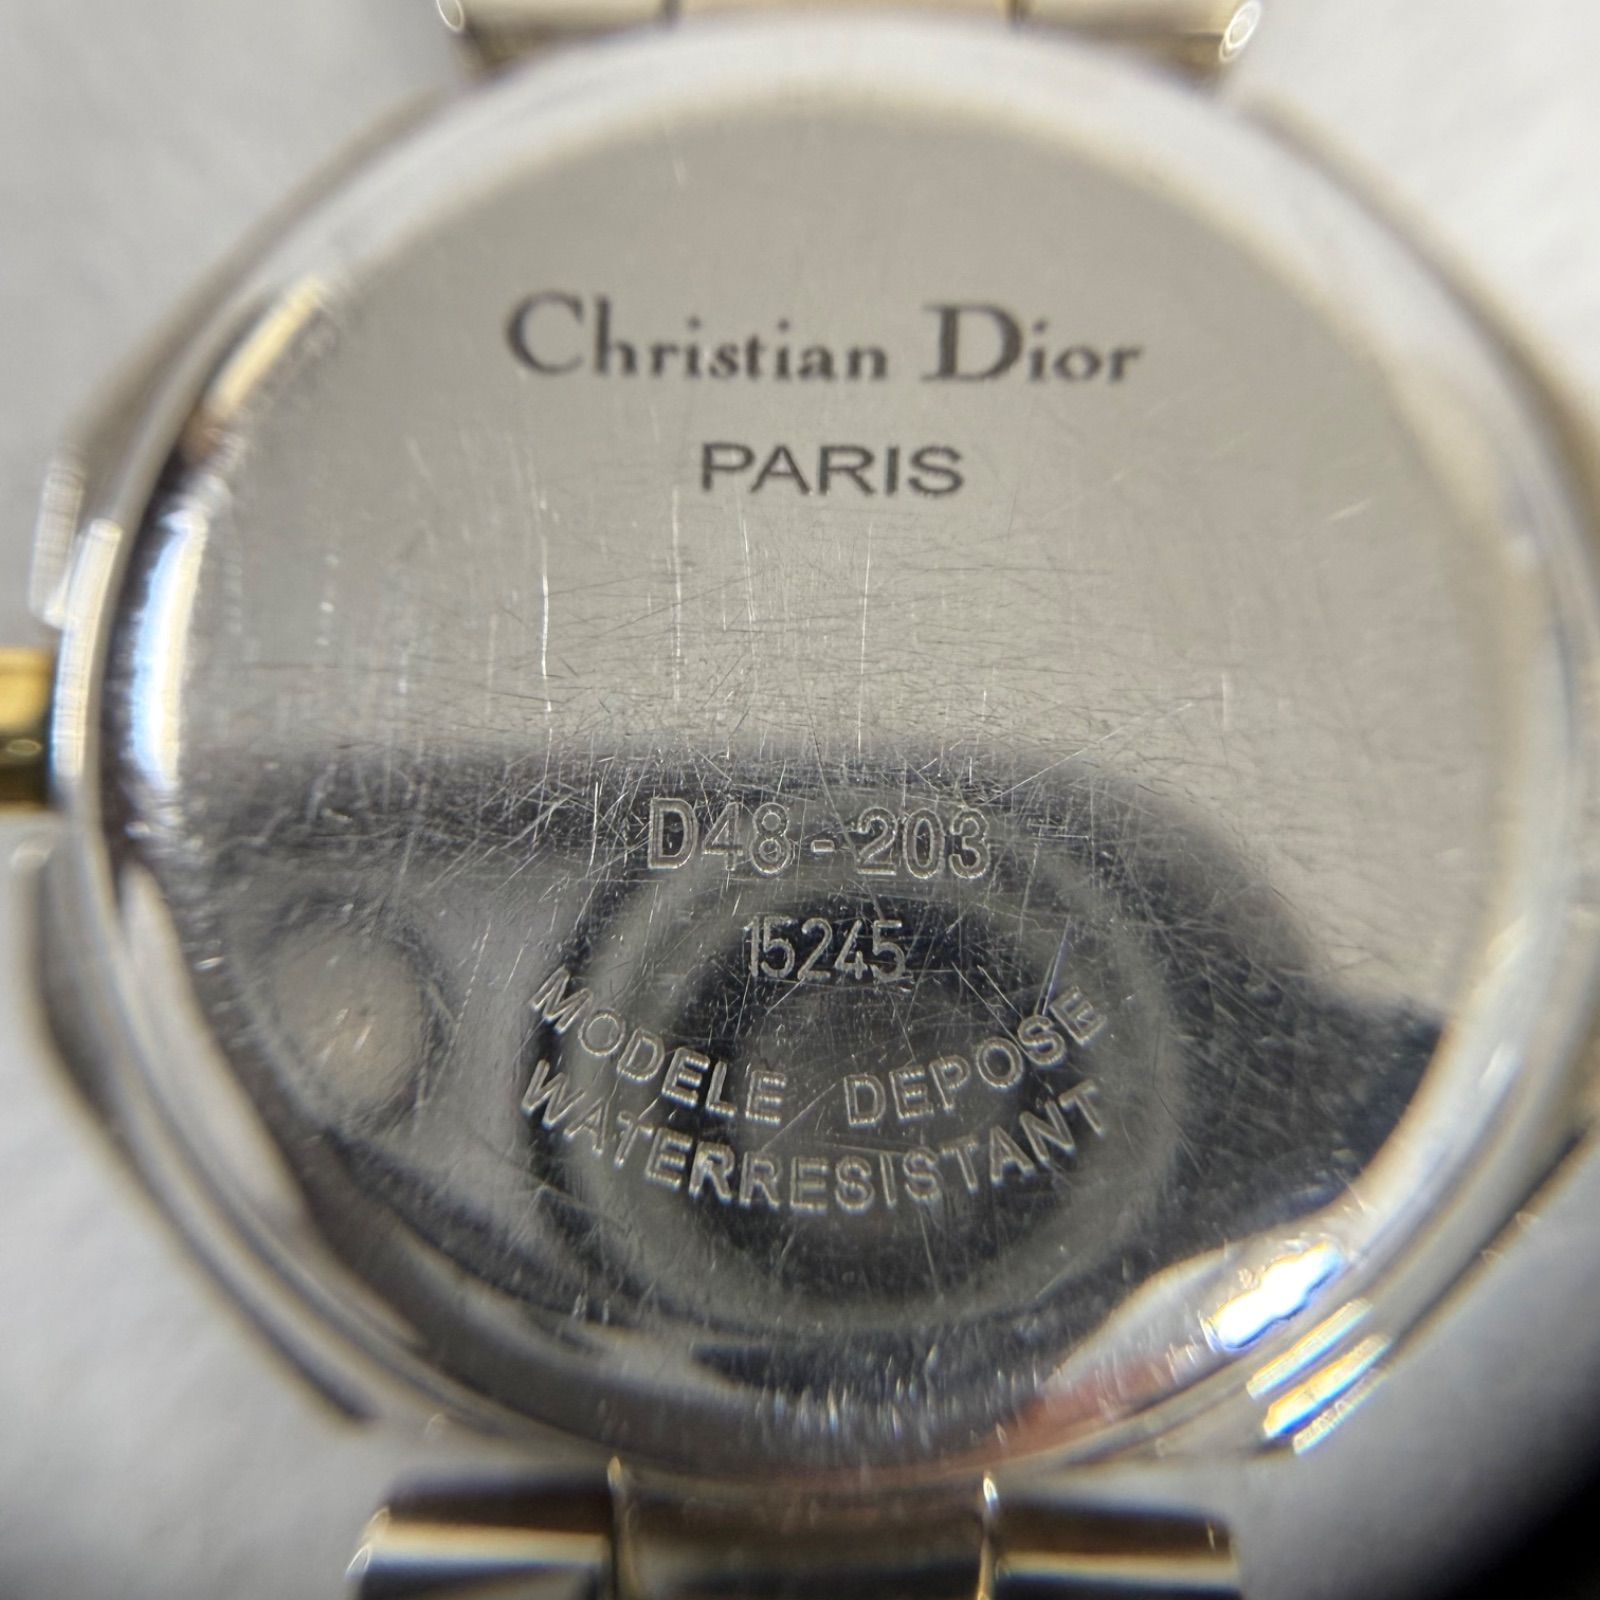 Christian Dior
PARIS
D48-203
15245
MODELE DEPOSE
WATERRESISTANT